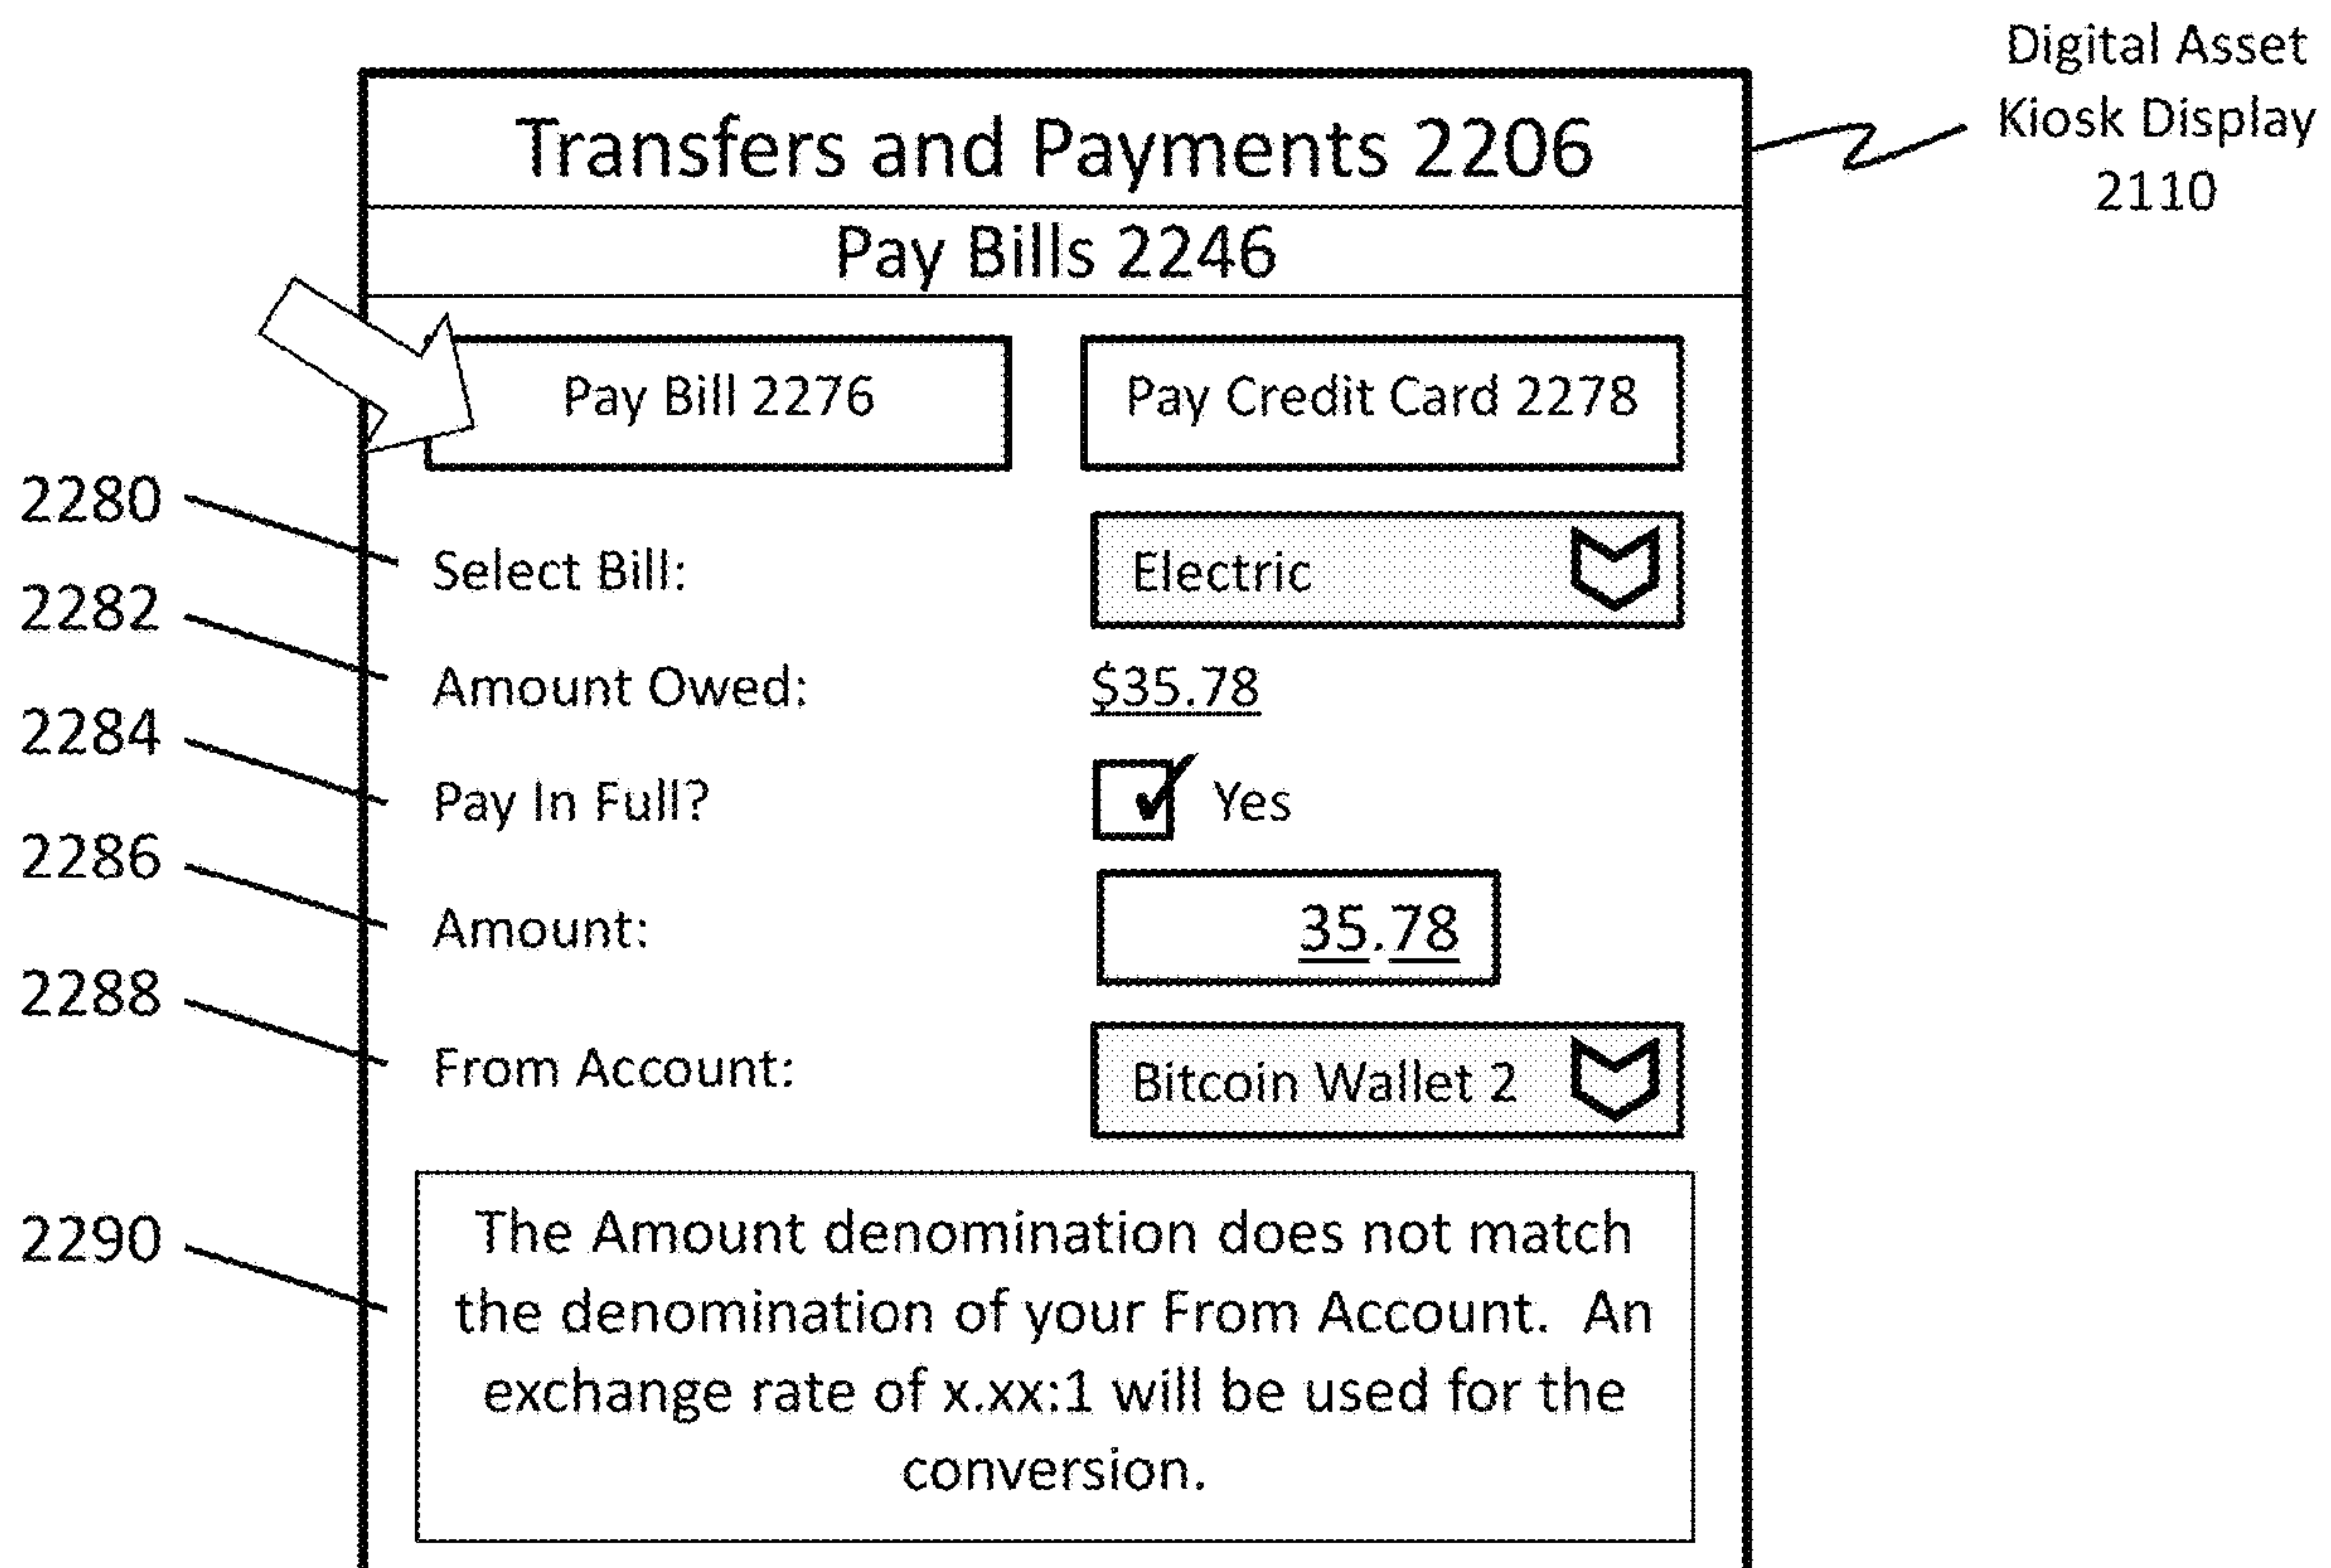 Digital Asset
Kiosk Display
2110
Transfers and Payments 2206
Pay Bills 2246
Pay Bill 2276
Pay Credit Card 2278
2280
Select Bill:
Electric
2282
Amount Owed:
$35.78
2284
Pay In Full?
Yes
2286
Amount:
35.78
2288
From Account:
Bitcoin Wallet 2
2290
The Amount denomination does not match
the denomination of your From Account. An
exchange rate of x.xx:1 will be used for the
conversion.